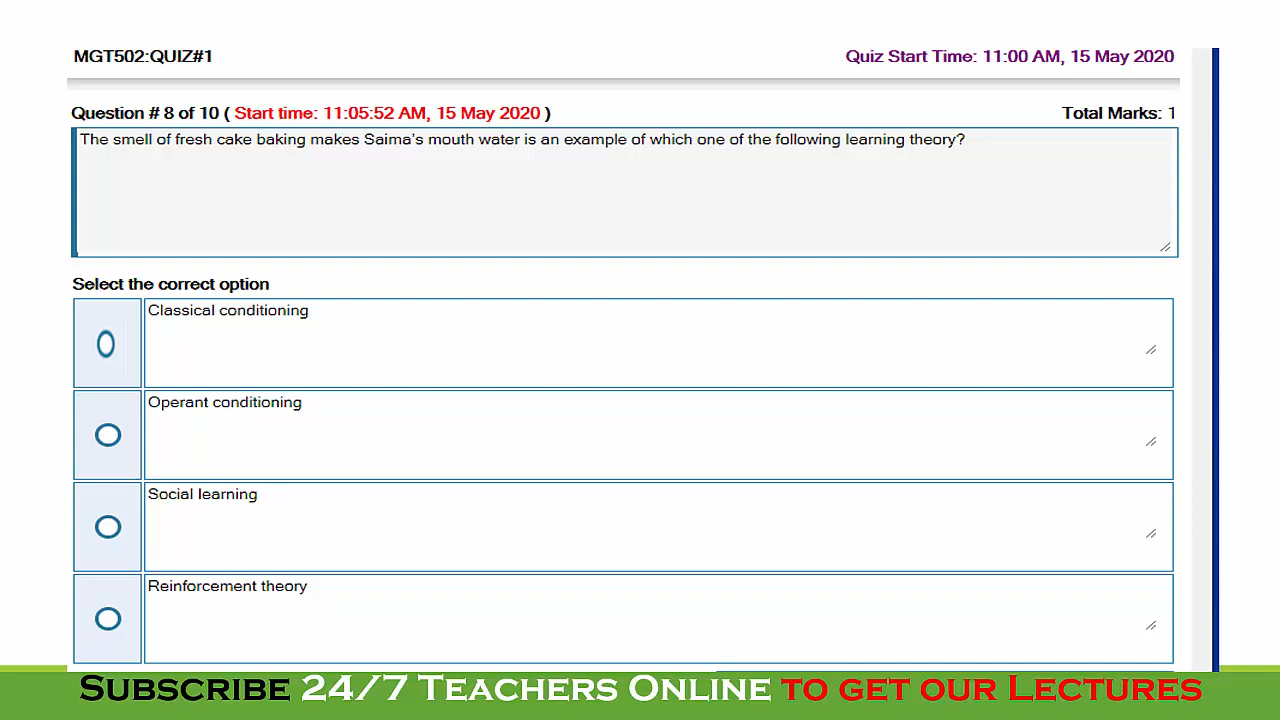 MGT502:QUIZ#1 Quiz Start Time: 11:00 AM, 15 May 2020
Question # 8 of 10 ( Start time: 11:05:52 AM, 15 May 2020 ) Total Marks: 1
The smell of fresh cake baking makes Saima's mouth water is an example of which one of the following learning theory?
Select the correct option
Classical conditioning
Operant conditioning
Social learning
Reinforcement theory
SUBSCRIBE 24/7 TEACHERS ONLINE TO GET OUR LECTURES